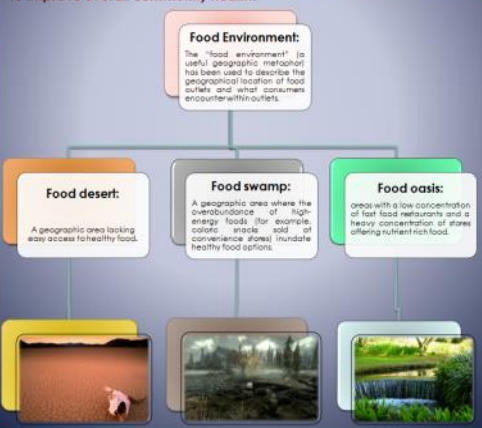 Food Environment:
The "food environment" (a
useful geographic metaphor)
has been used to describe the
geographical location of food
outlets and what consumers
encounter within outlets.
Food desert:
A geographic area lacking
easy access to healthy food.
Food swamp:
A geographic area where the
overabundance of high-
energy foods (for example,
caloric snacks sold at
convenience stores) inundate
healthy food options.
Food oasis:
areas with a low concentration
of fast food restaurants and a
heavy concentration of stores
offering nutrient rich food.